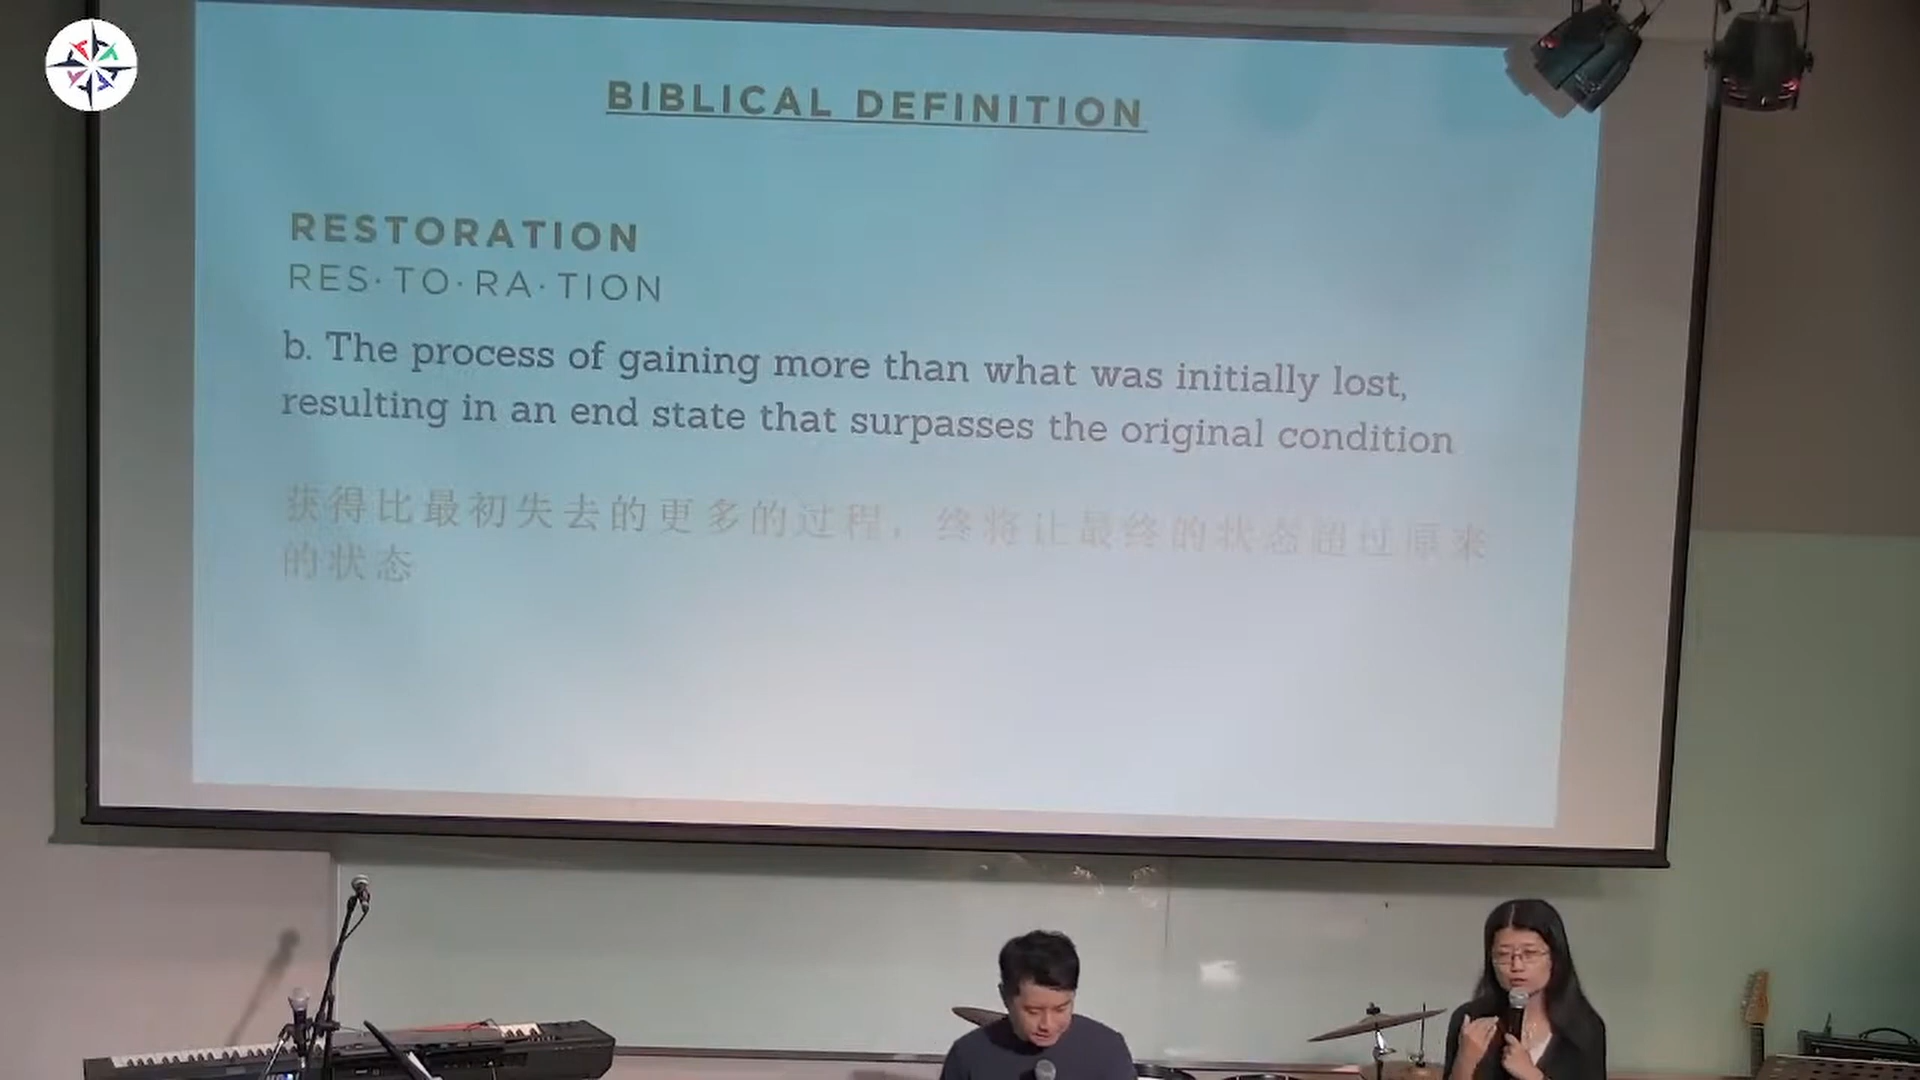 BIBLICAL DEFINITION
RESTORATION
RES·TO·RA·TION
b. The process of gaining more than what was initially lost,
resulting in an end state that surpasses the original condition
获得比最初失去的更多的过程，终将让最终的状态超过原来
的状态